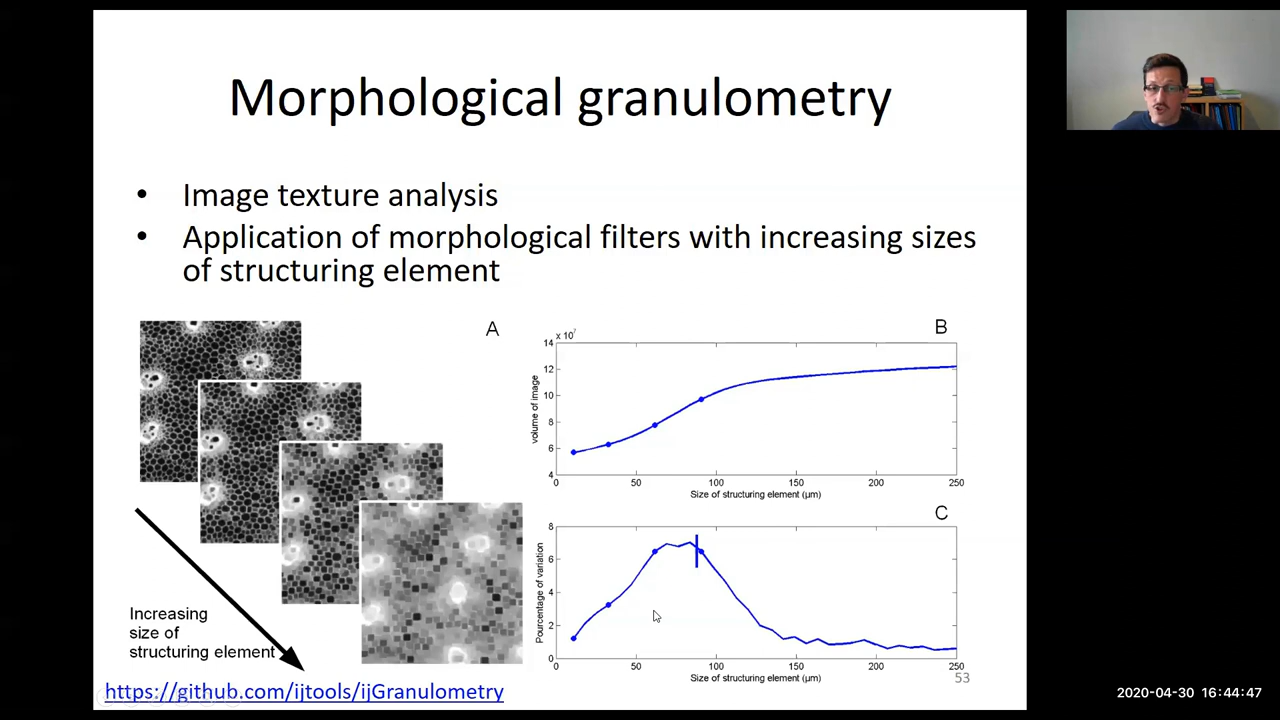 Morphological granulometry
• Image texture analysis
• Application of morphological filters with increasing sizes
of structuring element
A
Increasing
size of
structuring element
https://github.com/ijtools/ijGranulometry
B
x 10⁷
14
12
10
8
6
4
volume of image
0 50 100 150 200 250
Size of structuring element (µm)
C
8
6
4
2
0
Pourcentage of variation
0 50 100 150 200 250
Size of structuring element (µm)
53
2020-04-30 16:44:47